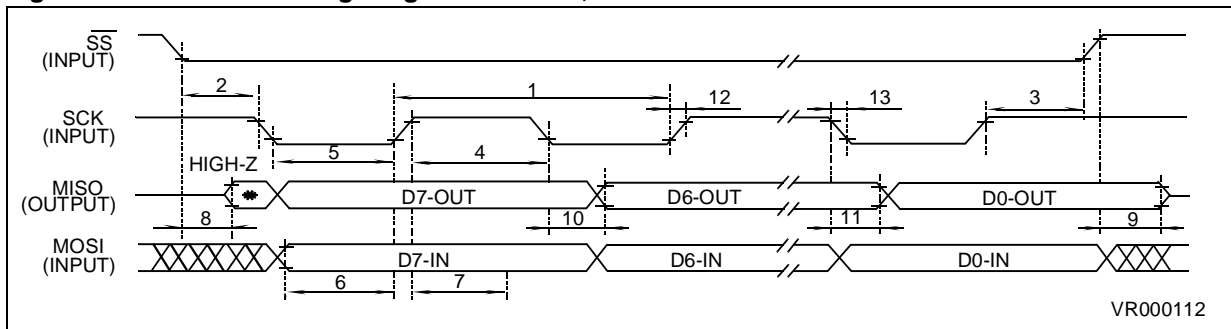 SS
(INPUT)
2
1
12
13
3
SCK
(INPUT)
5
4
HIGH-Z
MISO
(OUTPUT)
D7-OUT
D6-OUT
D0-OUT
8
10
11
9
MOSI
(INPUT)
D7-IN
D6-IN
D0-IN
6
7
VR000112